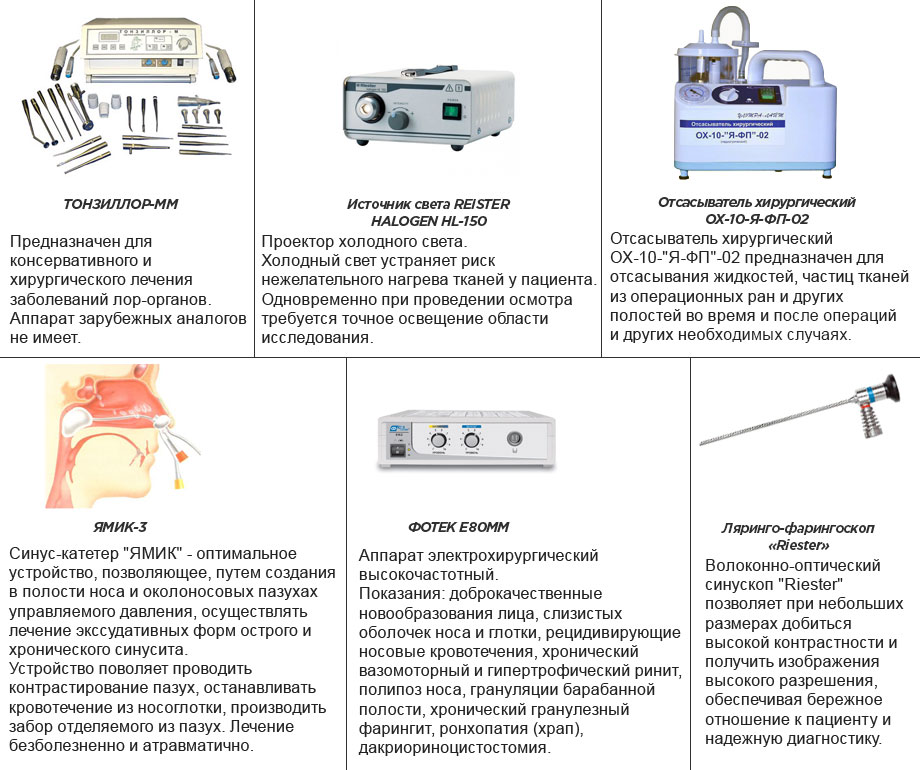 ТОНЗИЛЛОР - М
ТОНЗИЛЛОР-ММ
Предназначен для
консервативного и
хирургического лечения
заболеваний лор-органов.
Аппарат зарубежных аналогов
не имеет.
Riester
Источник света REISTER
HALOGEN HL-150
Проектор холодного света.
Холодный свет устраняет риск
нежелательного нагрева тканей у пациента.
Одновременно при проведении осмотра
требуется точное освещение области
исследования.
Отсасыватель хирургический
ОХ-10-"Я-ФП"-02
Отсасыватель хирургический
ОХ-10-Я-ФП-02
Отсасыватель хирургический
ОХ-10-"Я-ФП"-02 предназначен для
отсасывания жидкостей, частиц тканей
из операционных ран и других
полостей во время и после операций
и других необходимых случаях.
ЯМИК-3
Синус-катетер "ЯМИК" - оптимальное
устройство, позволяющее, путем создания
в полости носа и околоносовых пазухах
управляемого давления, осуществлять
лечение экссудативных форм острого и
хронического синусита.
Устройство поволяет проводить
контрастирование пазух, останавливать
кровотечение из носоглотки, производить
забор отделяемого из пазух. Лечение
безболезненно и атравматично.
ФОТЕК Е80ММ
Аппарат электрохирургический
высокочастотный.
Показания: доброкачественные
новообразования лица, слизистых
оболочек носа и глотки, рецидивирующие
носовые кровотечения, хронический
вазомоторный и гипертрофический ринит,
полипоз носа, грануляции барабанной
полости, хронический гранулезный
фарингит, ронхопатия (храп),
дакриориноцистостомия.
Ляринго-фарингоскоп
«Riester»
Волоконно-оптический
синускоп "Riester"
позволяет при небольших
размерах добиться
высокой контрастности и
получить изображения
высокого разрешения,
обеспечивая бережное
отношение к пациенту и
надежную диагностику.